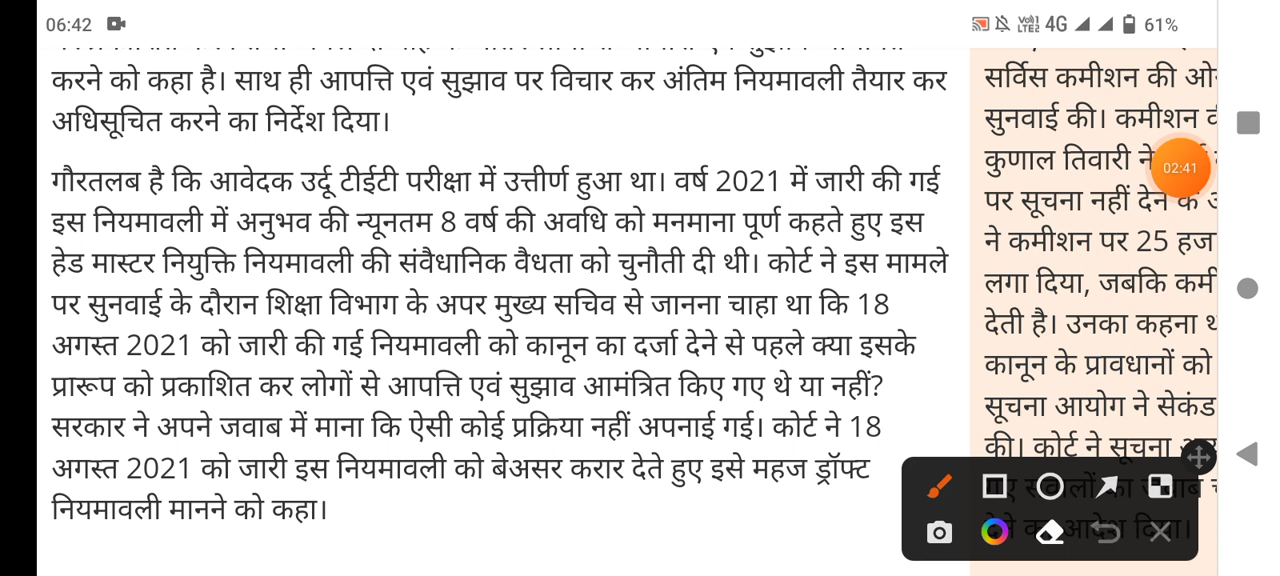 06:42
4G
61%
करने को कहा है। साथ ही आपत्ति एवं सुझाव पर विचार कर अंतिम नियमावली तैयार कर
अधिसूचित करने का निर्देश दिया।
गौरतलब है कि आवेदक उर्दू टीईटी परीक्षा में उत्तीर्ण हुआ था। वर्ष 2021 में जारी की गई
इस नियमावली में अनुभव की न्यूनतम 8 वर्ष की अवधि को मनमाना पूर्ण कहते हुए इस
हेड मास्टर नियुक्ति नियमावली की संवैधानिक वैधता को चुनौती दी थी। कोर्ट ने इस मामले
पर सुनवाई के दौरान शिक्षा विभाग के अपर मुख्य सचिव से जानना चाहा था कि 18
अगस्त 2021 को जारी की गई नियमावली को कानून का दर्जा देने से पहले क्या इसके
प्रारूप को प्रकाशित कर लोगों से आपत्ति एवं सुझाव आमंत्रित किए गए थे या नहीं?
सरकार ने अपने जवाब में माना कि ऐसी कोई प्रक्रिया नहीं अपनाई गई। कोर्ट ने 18
अगस्त 2021 को जारी इस नियमावली को बेअसर करार देते हुए इसे महज ड्रॉफ्ट
नियमावली मानने को कहा।
सर्विस कमीशन की
सुनवाई की। कमीशन
कुणाल तिवारी ने
02:41
पर सूचना नहीं देने के
ने कमीशन पर 25
लगा दिया, जबकि
देती है। उनका कहना
कानून के प्रावधानों को
सूचना आयोग ने सेकंड
की। कोर्ट ने सूचना
आदेश दिया।